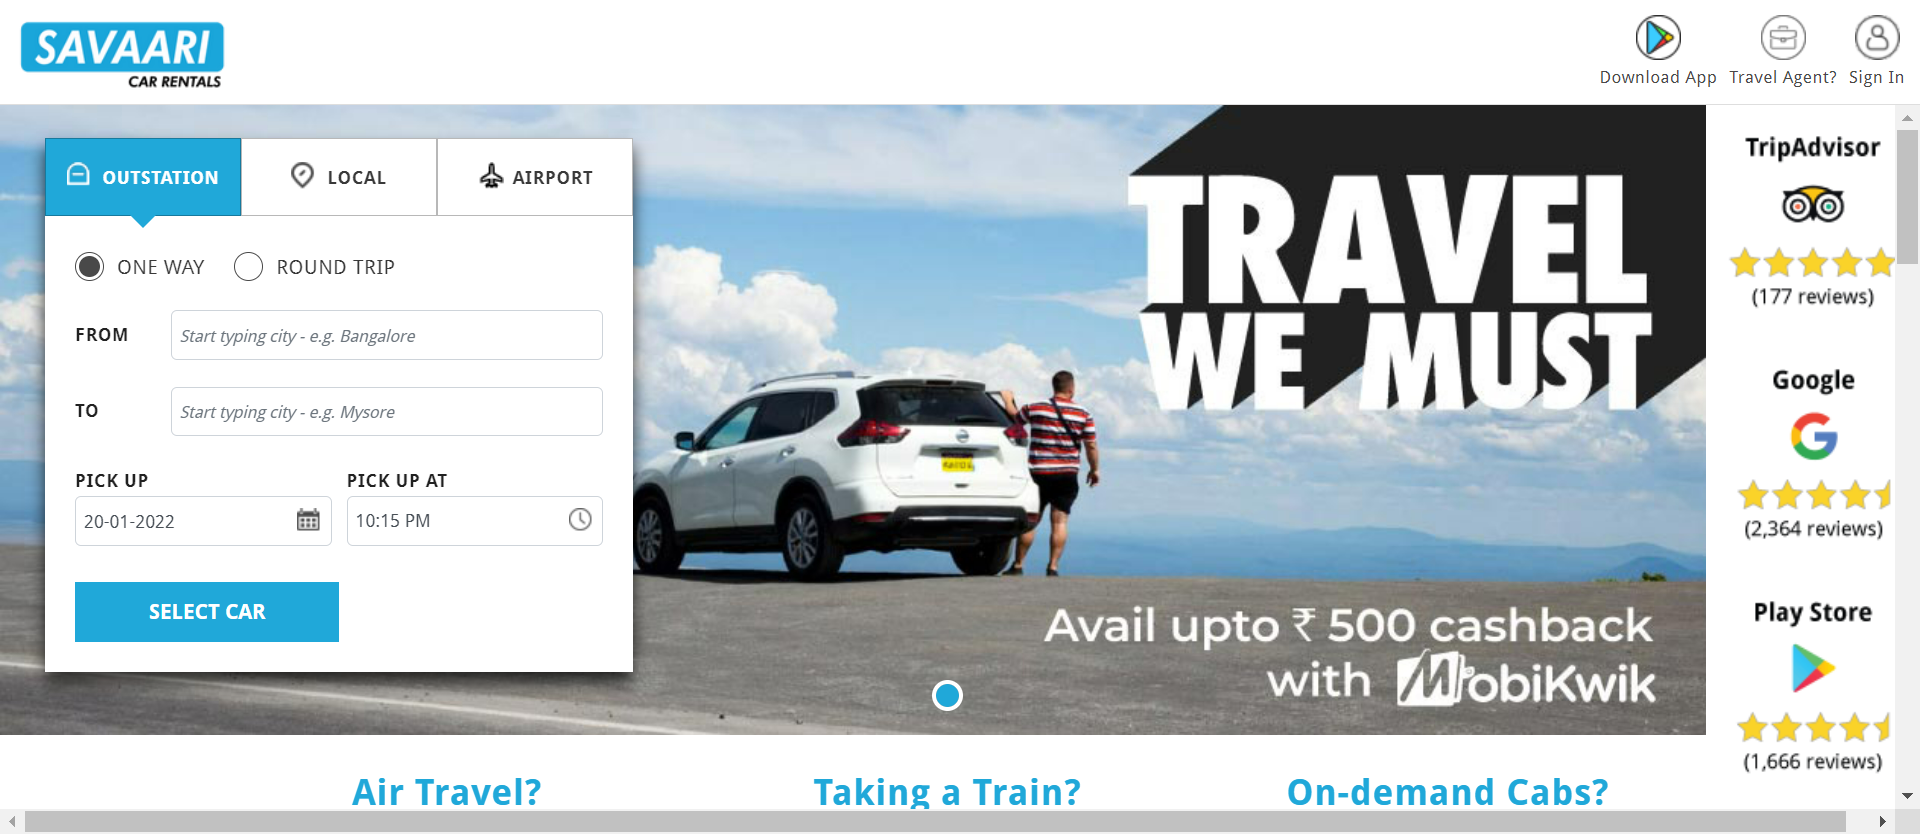 SAVAARI
CAR RENTALS
Download App
Travel Agent?
Sign In
OUTSTATION
LOCAL
AIRPORT
ONE WAY
ROUND TRIP
FROM
Start typing city - e.g. Bangalore
TO
Start typing city - e.g. Mysore
PICK UP
PICK UP AT
20-01-2022
10:15 PM
SELECT CAR
TRAVEL
WE MUST
Avail upto ₹ 500 cashback
with MobiKwik
TripAdvisor
(177 reviews)
Google
(2,364 reviews)
Play Store
(1,666 reviews)
Air Travel?
Taking a Train?
On-demand Cabs?